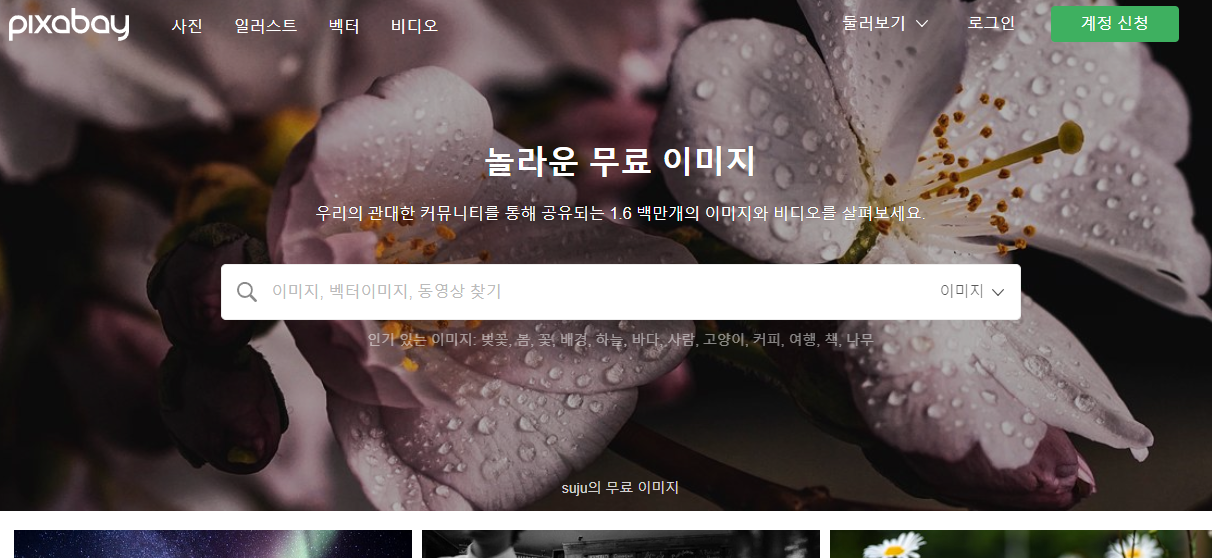 pixabay 사진 일러스트 벡터 비디오 둘러보기 로그인 계정 신청
놀라운 무료 이미지
우리의 관대한 커뮤니티를 통해 공유되는 1.6 백만개의 이미지와 비디오를 살펴보세요.
이미지, 벡터이미지, 동영상 찾기 이미지
인기 있는 이미지: 벚꽃, 봄, 꽃, 배경, 하늘, 바다, 사람, 고양이, 커피, 여행, 책, 나무
suju의 무료 이미지